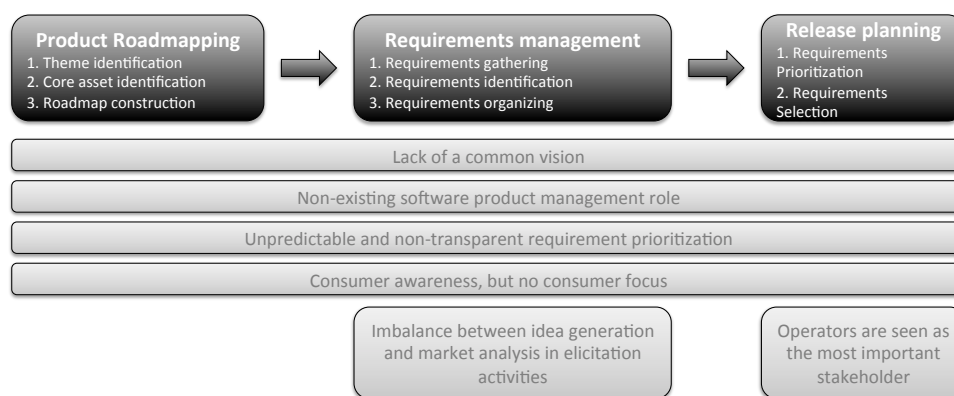 Product Roadmapping
1. Theme identification
2. Core asset identification
3. Roadmap construction
Requirements management
1. Requirements gathering
2. Requirements identification
3. Requirements organizing
Release planning
1. Requirements
Prioritization
2. Requirements
Selection
Lack of a common vision
Non-existing software product management role
Unpredictable and non-transparent requirement prioritization
Consumer awareness, but no consumer focus
Imbalance between idea generation
and market analysis in elicitation
activities
Operators are seen as
the most important
stakeholder